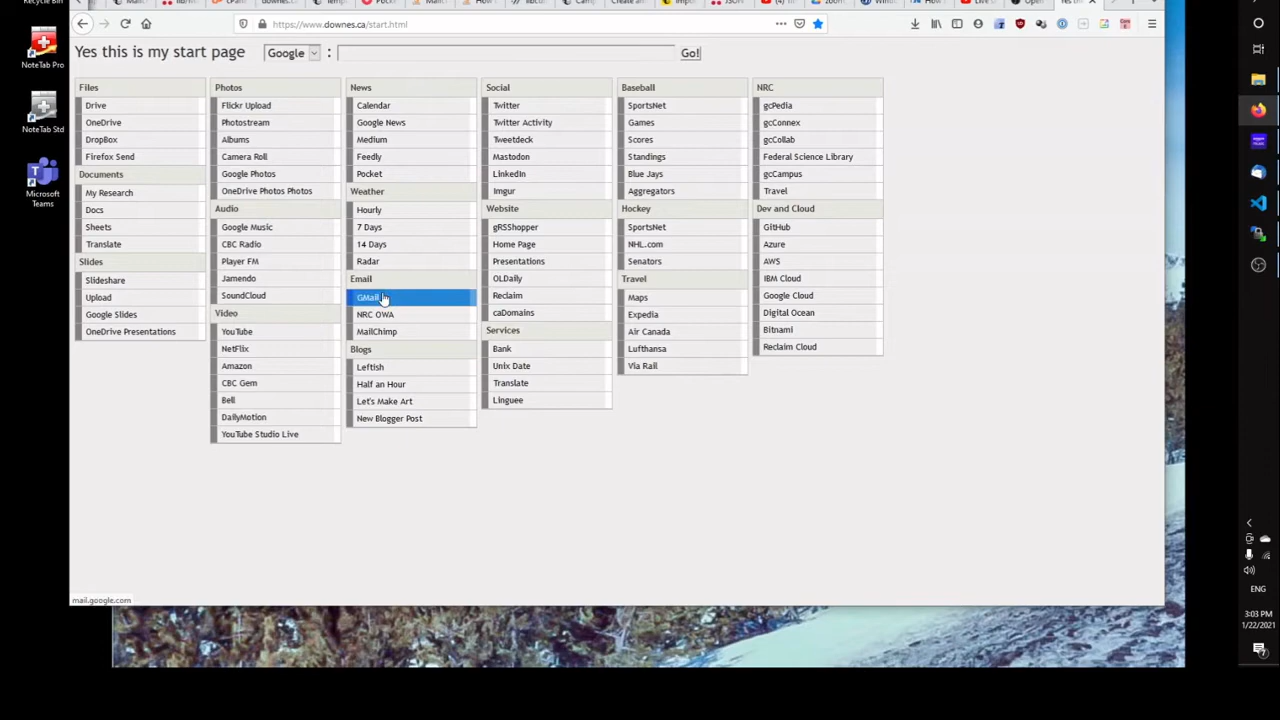 Recycle Bin
NoteTab Pro
NoteTab Std
Microsoft
Teams
https://www.downes.ca/start.html
Yes this is my start page
Google
:
Go!
Files
Drive
OneDrive
DropBox
Firefox Send
Documents
My Research
Docs
Sheets
Translate
Slides
Slideshare
Upload
Google Slides
OneDrive Presentations
Photos
Flickr Upload
Photostream
Albums
Camera Roll
Google Photos
OneDrive Photos Photos
Audio
Google Music
CBC Radio
Player FM
Jamendo
SoundCloud
Video
YouTube
NetFlix
Amazon
CBC Gem
Bell
DailyMotion
YouTube Studio Live
News
Calendar
Google News
Medium
Feedly
Pocket
Weather
Hourly
7 Days
14 Days
Radar
Email
GMail
NRC OWA
MailChimp
Blogs
Leftish
Half an Hour
Let's Make Art
New Blogger Post
Social
Twitter
Twitter Activity
Tweetdeck
Mastodon
LinkedIn
Imgur
Website
gRSShopper
Home Page
Presentations
OLDaily
Reclaim
caDomains
Services
Bank
Unix Date
Translate
Linguee
Baseball
SportsNet
Games
Scores
Standings
Blue Jays
Aggregators
Hockey
SportsNet
NHL.com
Senators
Travel
Maps
Expedia
Air Canada
Lufthansa
Via Rail
NRC
gcPedia
gcConnex
gcCollab
Federal Science Library
gcCampus
Travel
Dev and Cloud
GitHub
Azure
AWS
IBM Cloud
Google Cloud
Digital Ocean
Bitnami
Reclaim Cloud
mail.google.com
ENG
3:03 PM
1/22/2021